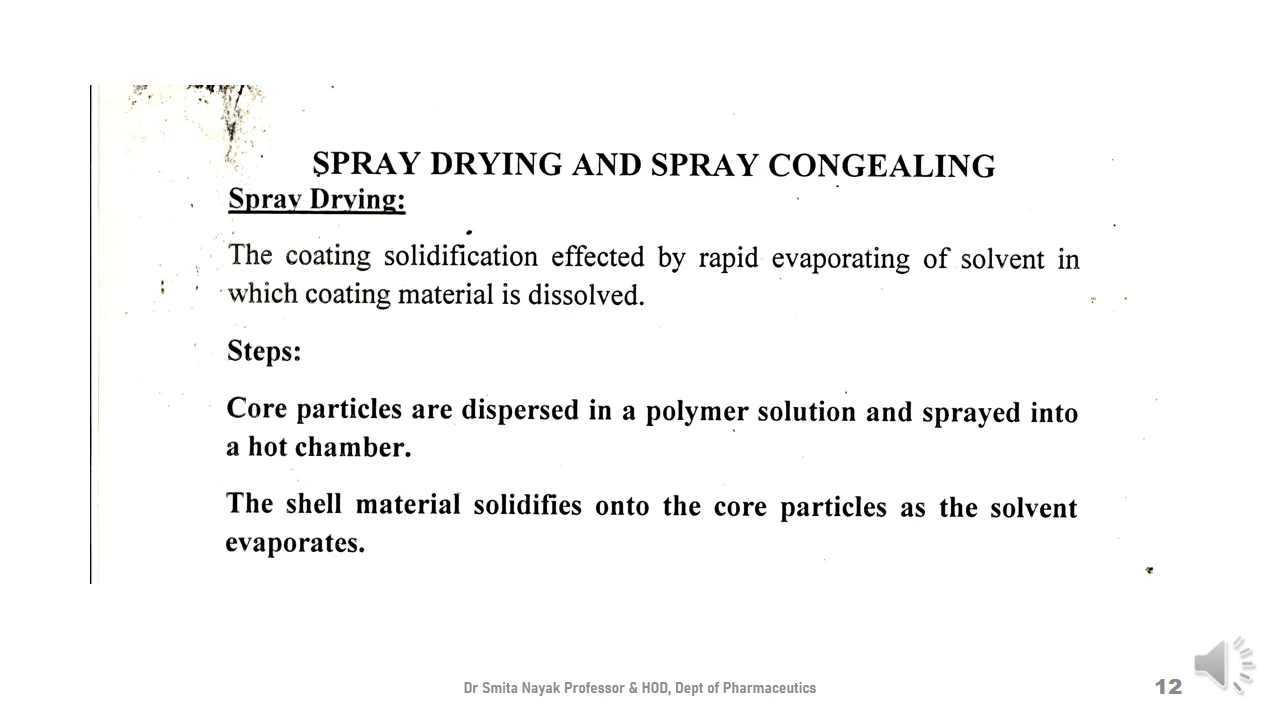 SPRAY DRYING AND SPRAY CONGEALING
Spray Drying:
The coating solidification effected by rapid evaporating of solvent in
which coating material is dissolved.
Steps:
Core particles are dispersed in a polymer solution and sprayed into
a hot chamber.
The shell material solidifies onto the core particles as the solvent
evaporates.
Dr Smita Nayak Professor & HOD, Dept of Pharmaceutics
12